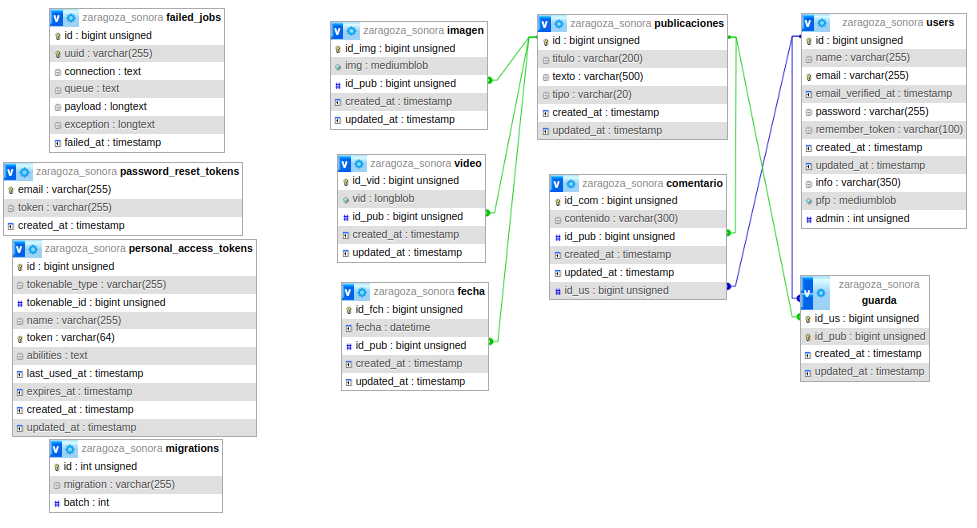 zaragoza_sonora failed_jobs
id : bigint unsigned
uuid : varchar(255)
connection : text
queue : text
payload : longtext
exception : longtext
failed_at : timestamp
zaragoza_sonora password_reset_tokens
email : varchar(255)
token : varchar(255)
created_at : timestamp
zaragoza_sonora personal_access_tokens
id : bigint unsigned
tokenable_type : varchar(255)
tokenable_id : bigint unsigned
name : varchar(255)
token : varchar(64)
abilities : text
last_used_at : timestamp
expires_at : timestamp
created_at : timestamp
updated_at : timestamp
zaragoza_sonora migrations
id : int unsigned
migration : varchar(255)
batch : int
zaragoza_sonora imagen
id_img : bigint unsigned
img : mediumblob
id_pub : bigint unsigned
created_at : timestamp
updated_at : timestamp
zaragoza_sonora video
id_vid : bigint unsigned
vid : longblob
id_pub : bigint unsigned
created_at : timestamp
updated_at : timestamp
zaragoza_sonora fecha
id_fch : bigint unsigned
fecha : datetime
id_pub : bigint unsigned
created_at : timestamp
updated_at : timestamp
zaragoza_sonora publicaciones
id : bigint unsigned
titulo : varchar(200)
texto : varchar(500)
tipo : varchar(20)
created_at : timestamp
updated_at : timestamp
zaragoza_sonora comentario
id_com : bigint unsigned
contenido : varchar(300)
id_pub : bigint unsigned
created_at : timestamp
updated_at : timestamp
id_us : bigint unsigned
zaragoza_sonora users
id : bigint unsigned
name : varchar(255)
email : varchar(255)
email_verified_at : timestamp
password : varchar(255)
remember_token : varchar(100)
created_at : timestamp
updated_at : timestamp
info : varchar(350)
pfp : mediumblob
admin : int unsigned
zaragoza_sonora
guarda
id_us : bigint unsigned
id_pub : bigint unsigned
created_at : timestamp
updated_at : timestamp